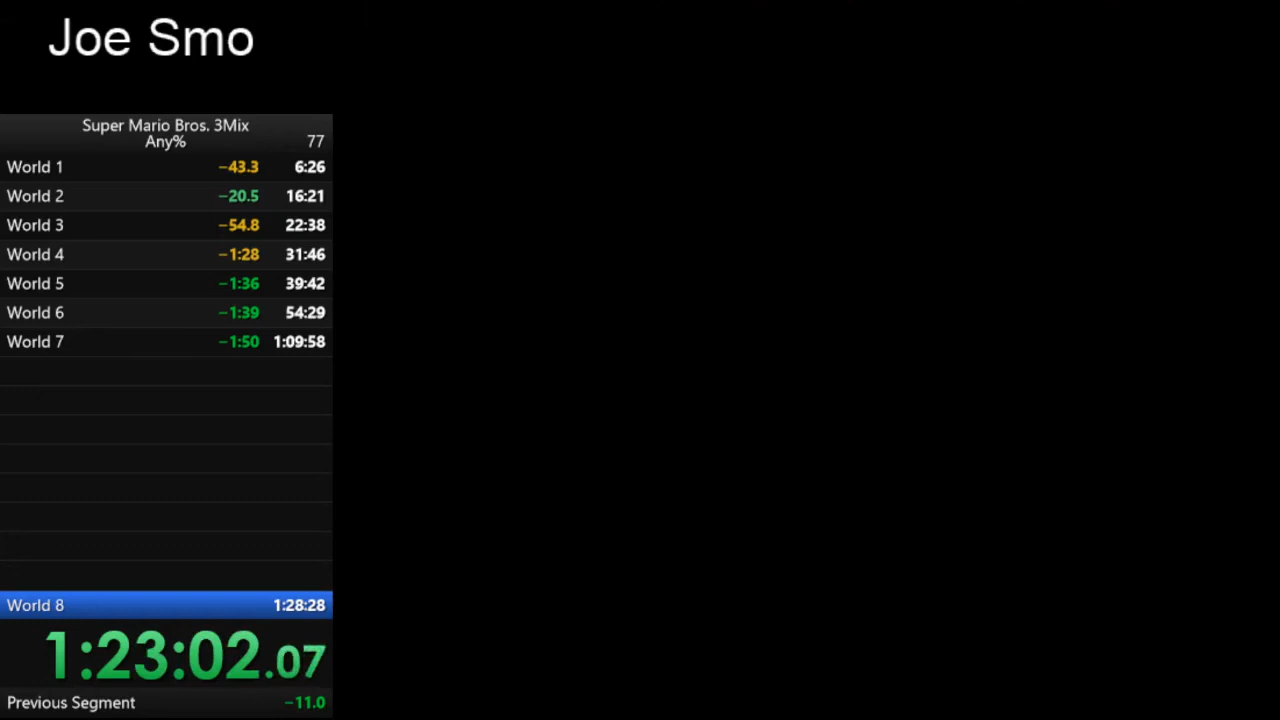 Joe Smo
Super Mario Bros. 3Mix
Any% 77
World 1 −43.3 6:26
World 2 −20.5 16:21
World 3 −54.8 22:38
World 4 −1:28 31:46
World 5 −1:36 39:42
World 6 −1:39 54:29
World 7 −1:50 1:09:58
World 8 1:28:28
1:23:02.07
Previous Segment −11.0